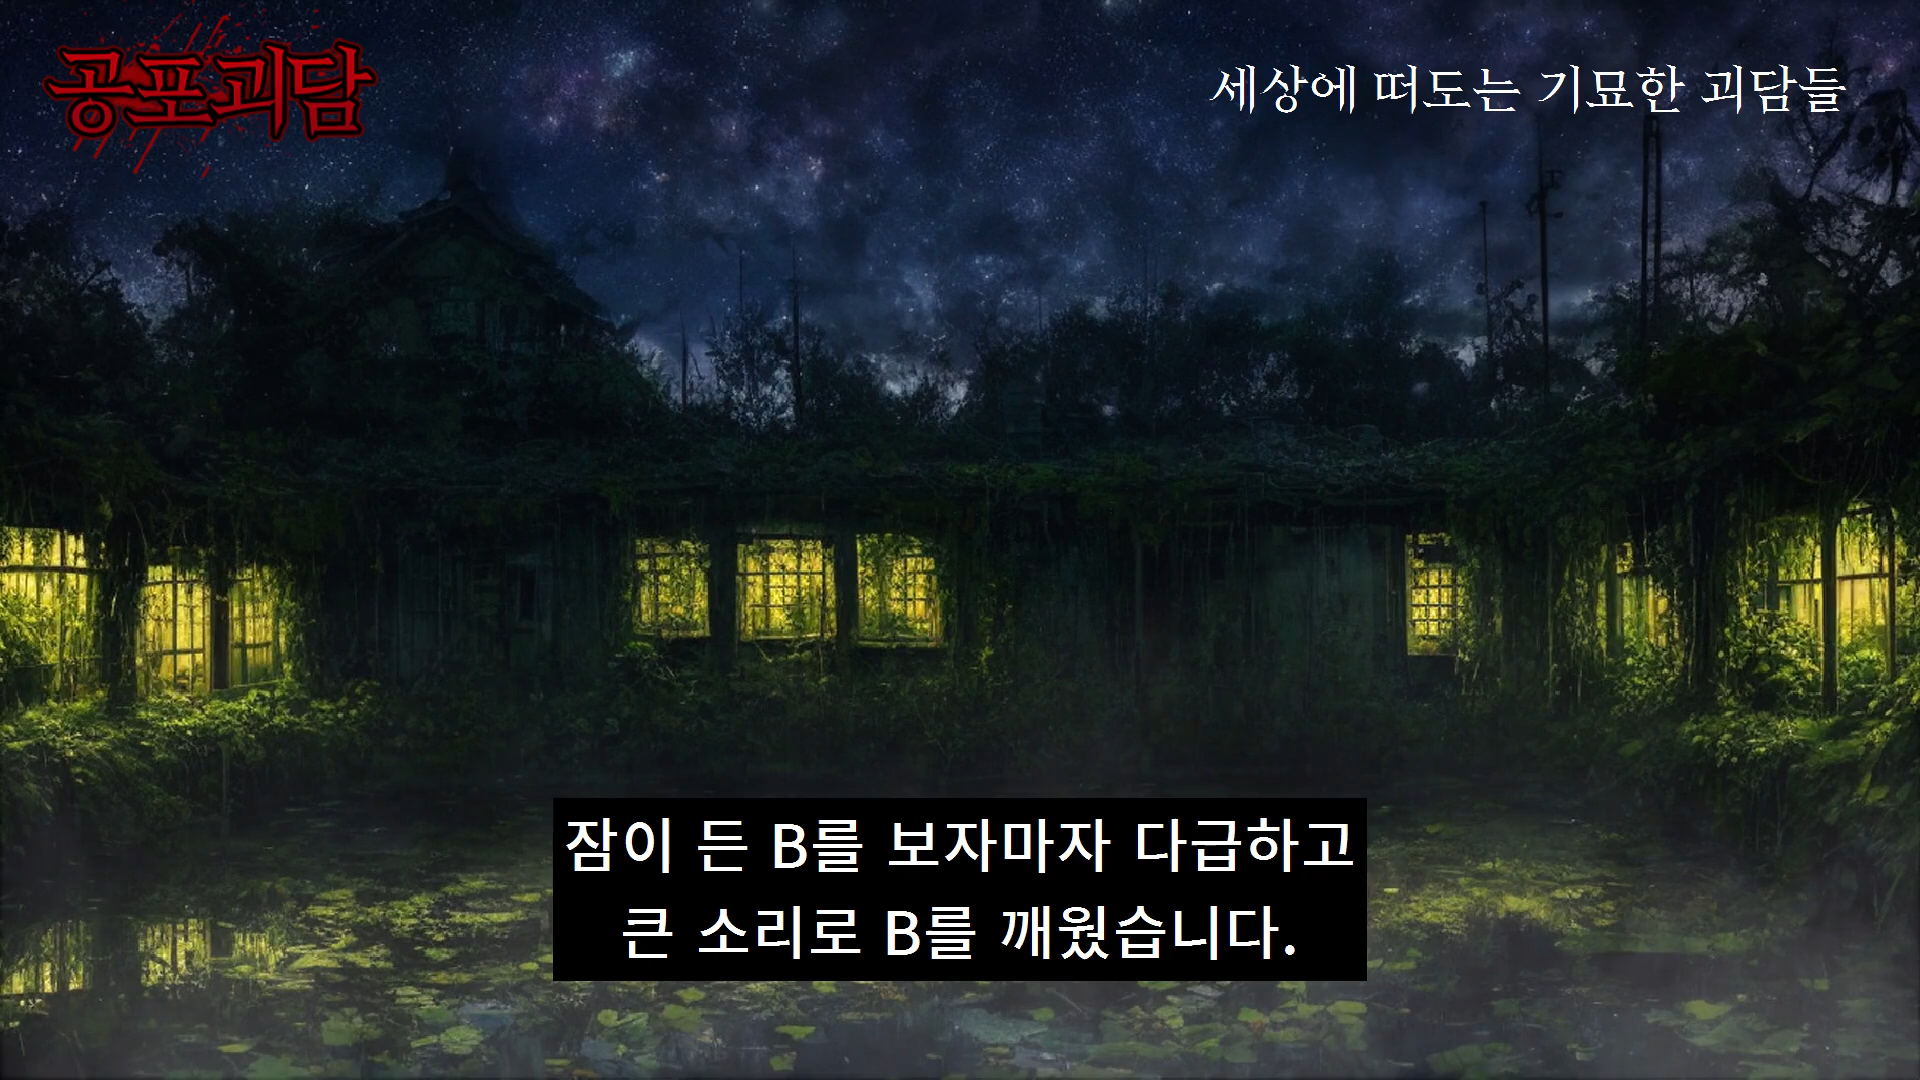 공포괴담
세상에 떠도는 기묘한 괴담들
잠이 든 B를 보자마자 다급하고
큰 소리로 B를 깨웠습니다.